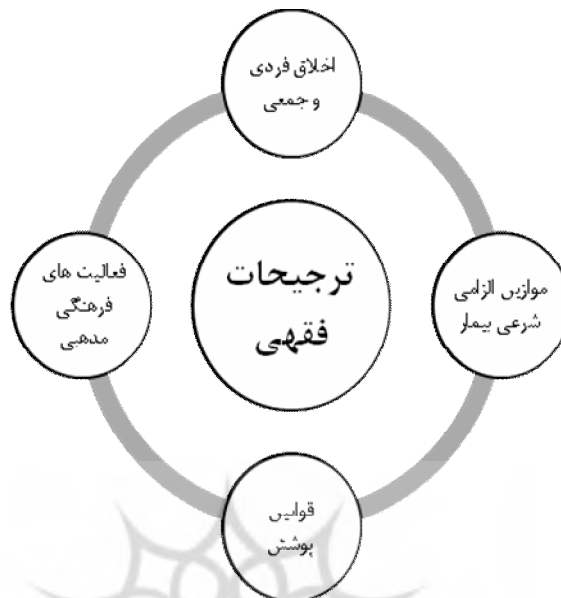 اخلاق فردی
و جمعی
موازین الزامی
شرعی بیمار
ترجیحات
فقهی
فعالیت های
فرهنگی
مذهبی
قوانین
پوشش